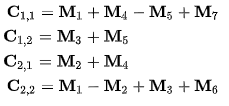 C₁,₁ = M₁ + M₄ − M₅ + M₇
C₁,₂ = M₃ + M₅
C₂,₁ = M₂ + M₄
C₂,₂ = M₁ − M₂ + M₃ + M₆